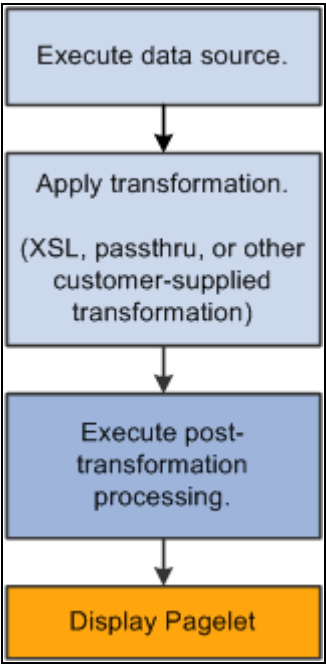 Execute data source.
Apply transformation.
(XSL, passthru, or other
customer-supplied
transformation)
Execute post-
transformation
processing.
Display Pagelet